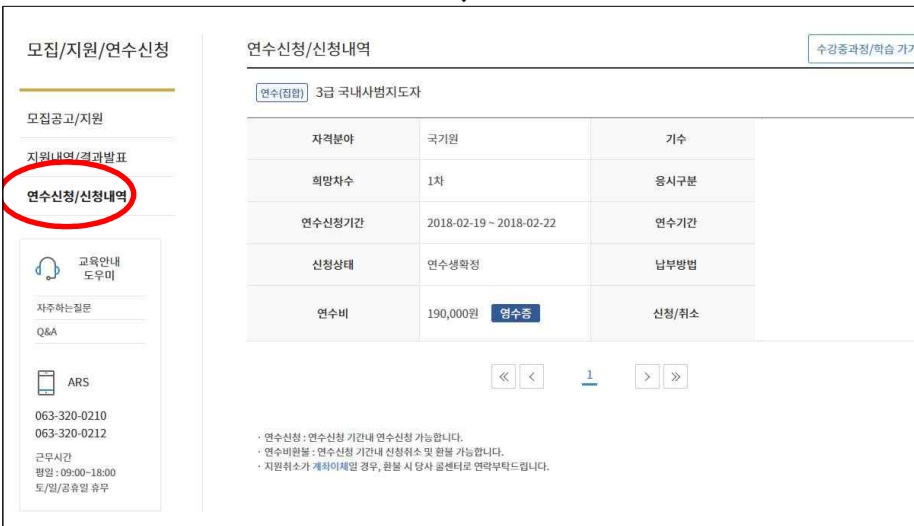 모집/지원/연수신청
모집공고/지원
지원내역/결과발표
연수신청/신청내역
교육안내
도우미
자주하는질문
Q&A
ARS
063-320-0210
063-320-0212
근무시간
평일 : 09:00~18:00
토/일/공휴일 휴무
연수신청/신청내역
수강중과정/학습 가기
연수(집합) 3급 국내사범지도자
자격분야 국기원 기수
희망차수 1차 응시구분
연수신청기간 2018-02-19 ~ 2018-02-22 연수기간
신청상태 연수생확정 납부방법
연수비 190,000원 영수증 신청/취소
≪ < 1 > ≫
· 연수신청 : 연수신청 기간내 연수신청 가능합니다.
· 연수비환불 : 연수신청 기간내 신청취소 및 환불 가능합니다.
· 지원취소가 계좌이체일 경우, 환불 시 당사 콜센터로 연락부탁드립니다.